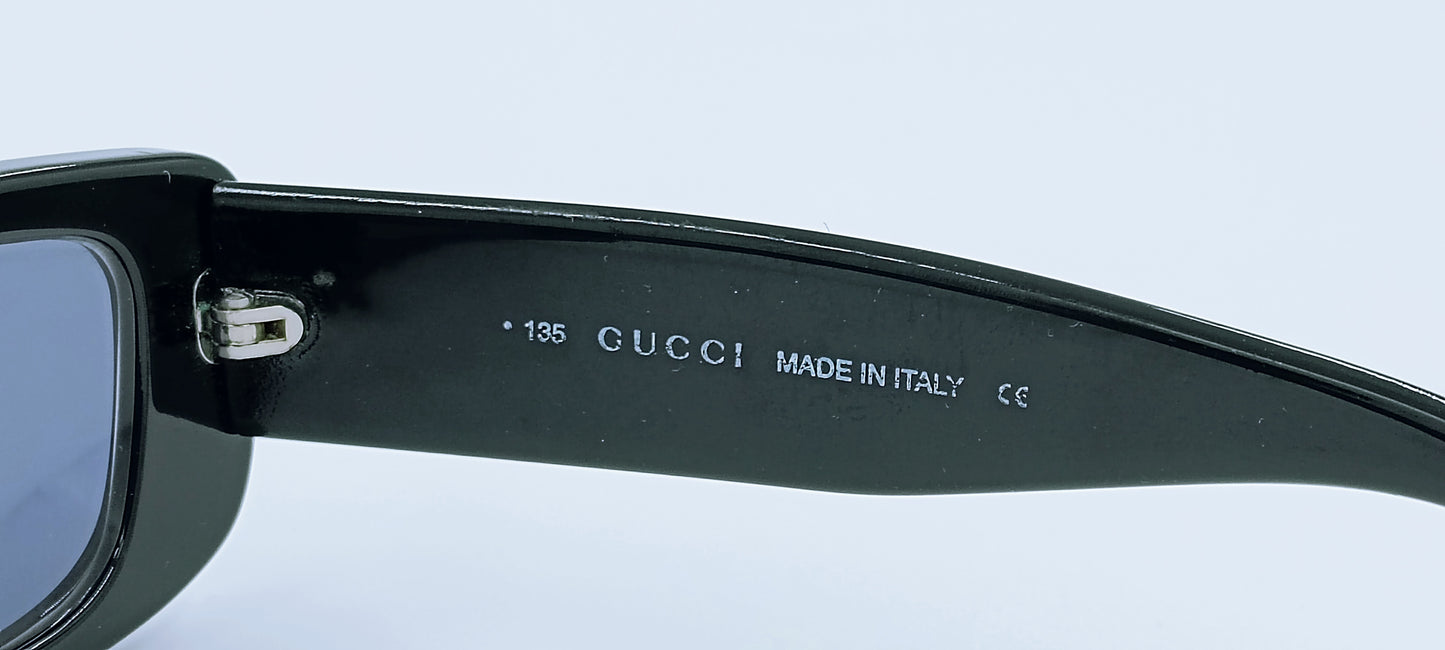 • 135 GUCCI MADE IN ITALY CE